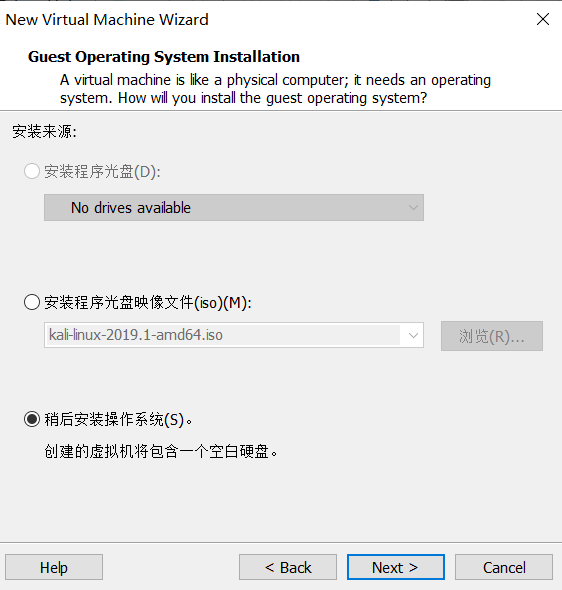 New Virtual Machine Wizard
Guest Operating System Installation
A virtual machine is like a physical computer; it needs an operating
system. How will you install the guest operating system?
安装来源:
安装程序光盘(D):
No drives available
安装程序光盘映像文件(iso)(M):
kali-linux-2019.1-amd64.iso
浏览(R)...
稍后安装操作系统(S)。
创建的虚拟机将包含一个空白硬盘。
Help
< Back
Next >
Cancel